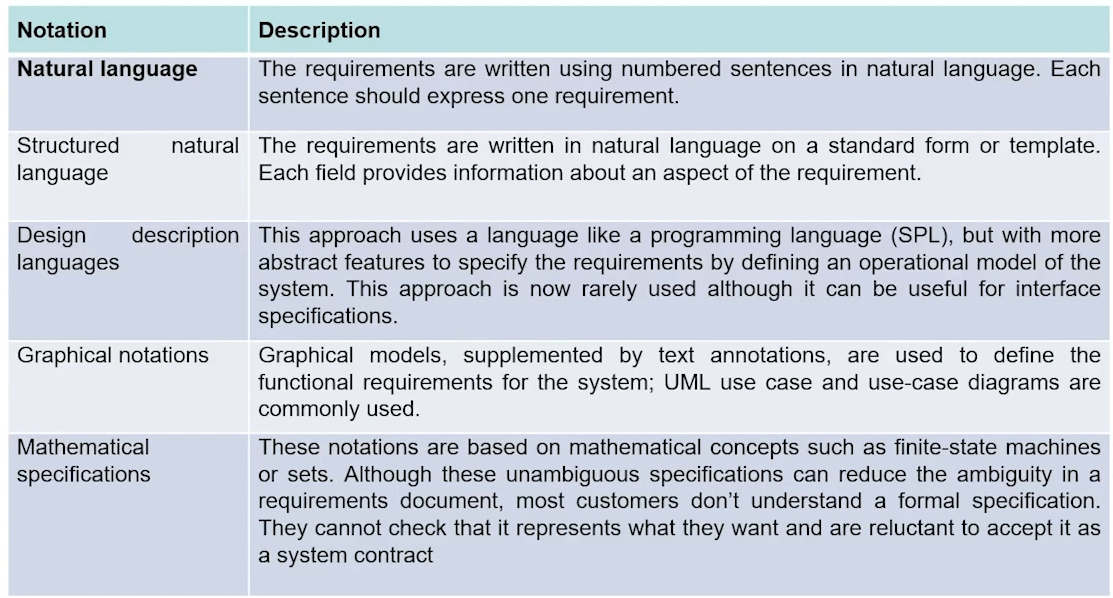 Notation Description
Natural language The requirements are written using numbered sentences in natural language. Each
sentence should express one requirement.
Structured natural The requirements are written in natural language on a standard form or template.
language Each field provides information about an aspect of the requirement.
Design description This approach uses a language like a programming language (SPL), but with more
languages abstract features to specify the requirements by defining an operational model of the
system. This approach is now rarely used although it can be useful for interface
specifications.
Graphical notations Graphical models, supplemented by text annotations, are used to define the
functional requirements for the system; UML use case and use-case diagrams are
commonly used.
Mathematical These notations are based on mathematical concepts such as finite-state machines
specifications or sets. Although these unambiguous specifications can reduce the ambiguity in a
requirements document, most customers don’t understand a formal specification.
They cannot check that it represents what they want and are reluctant to accept it as
a system contract